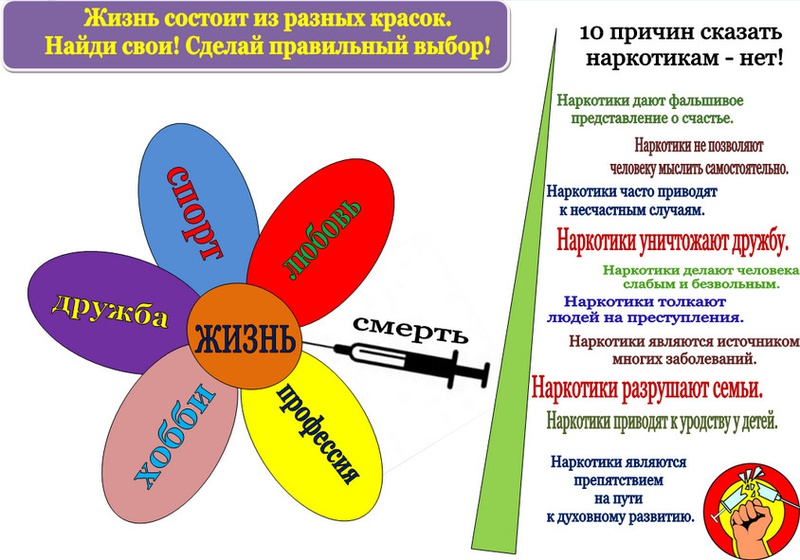 Жизнь состоит из разных красок.
Найди свои! Сделай правильный выбор!
спорт
любовь
дружба
ЖИЗНЬ
смерть
хобби
профессия
10 причин сказать
наркотикам - нет!
Наркотики дают фальшивое
представление о счастье.
Наркотики не позволяют
человеку мыслить самостоятельно.
Наркотики часто приводят
к несчастным случаям.
Наркотики уничтожают дружбу.
Наркотики делают человека
слабым и безвольным.
Наркотики толкают
людей на преступления.
Наркотики являются источником
многих заболеваний.
Наркотики разрушают семьи.
Наркотики приводят к уродству у детей.
Наркотики являются
препятствием
на пути
к духовному развитию.